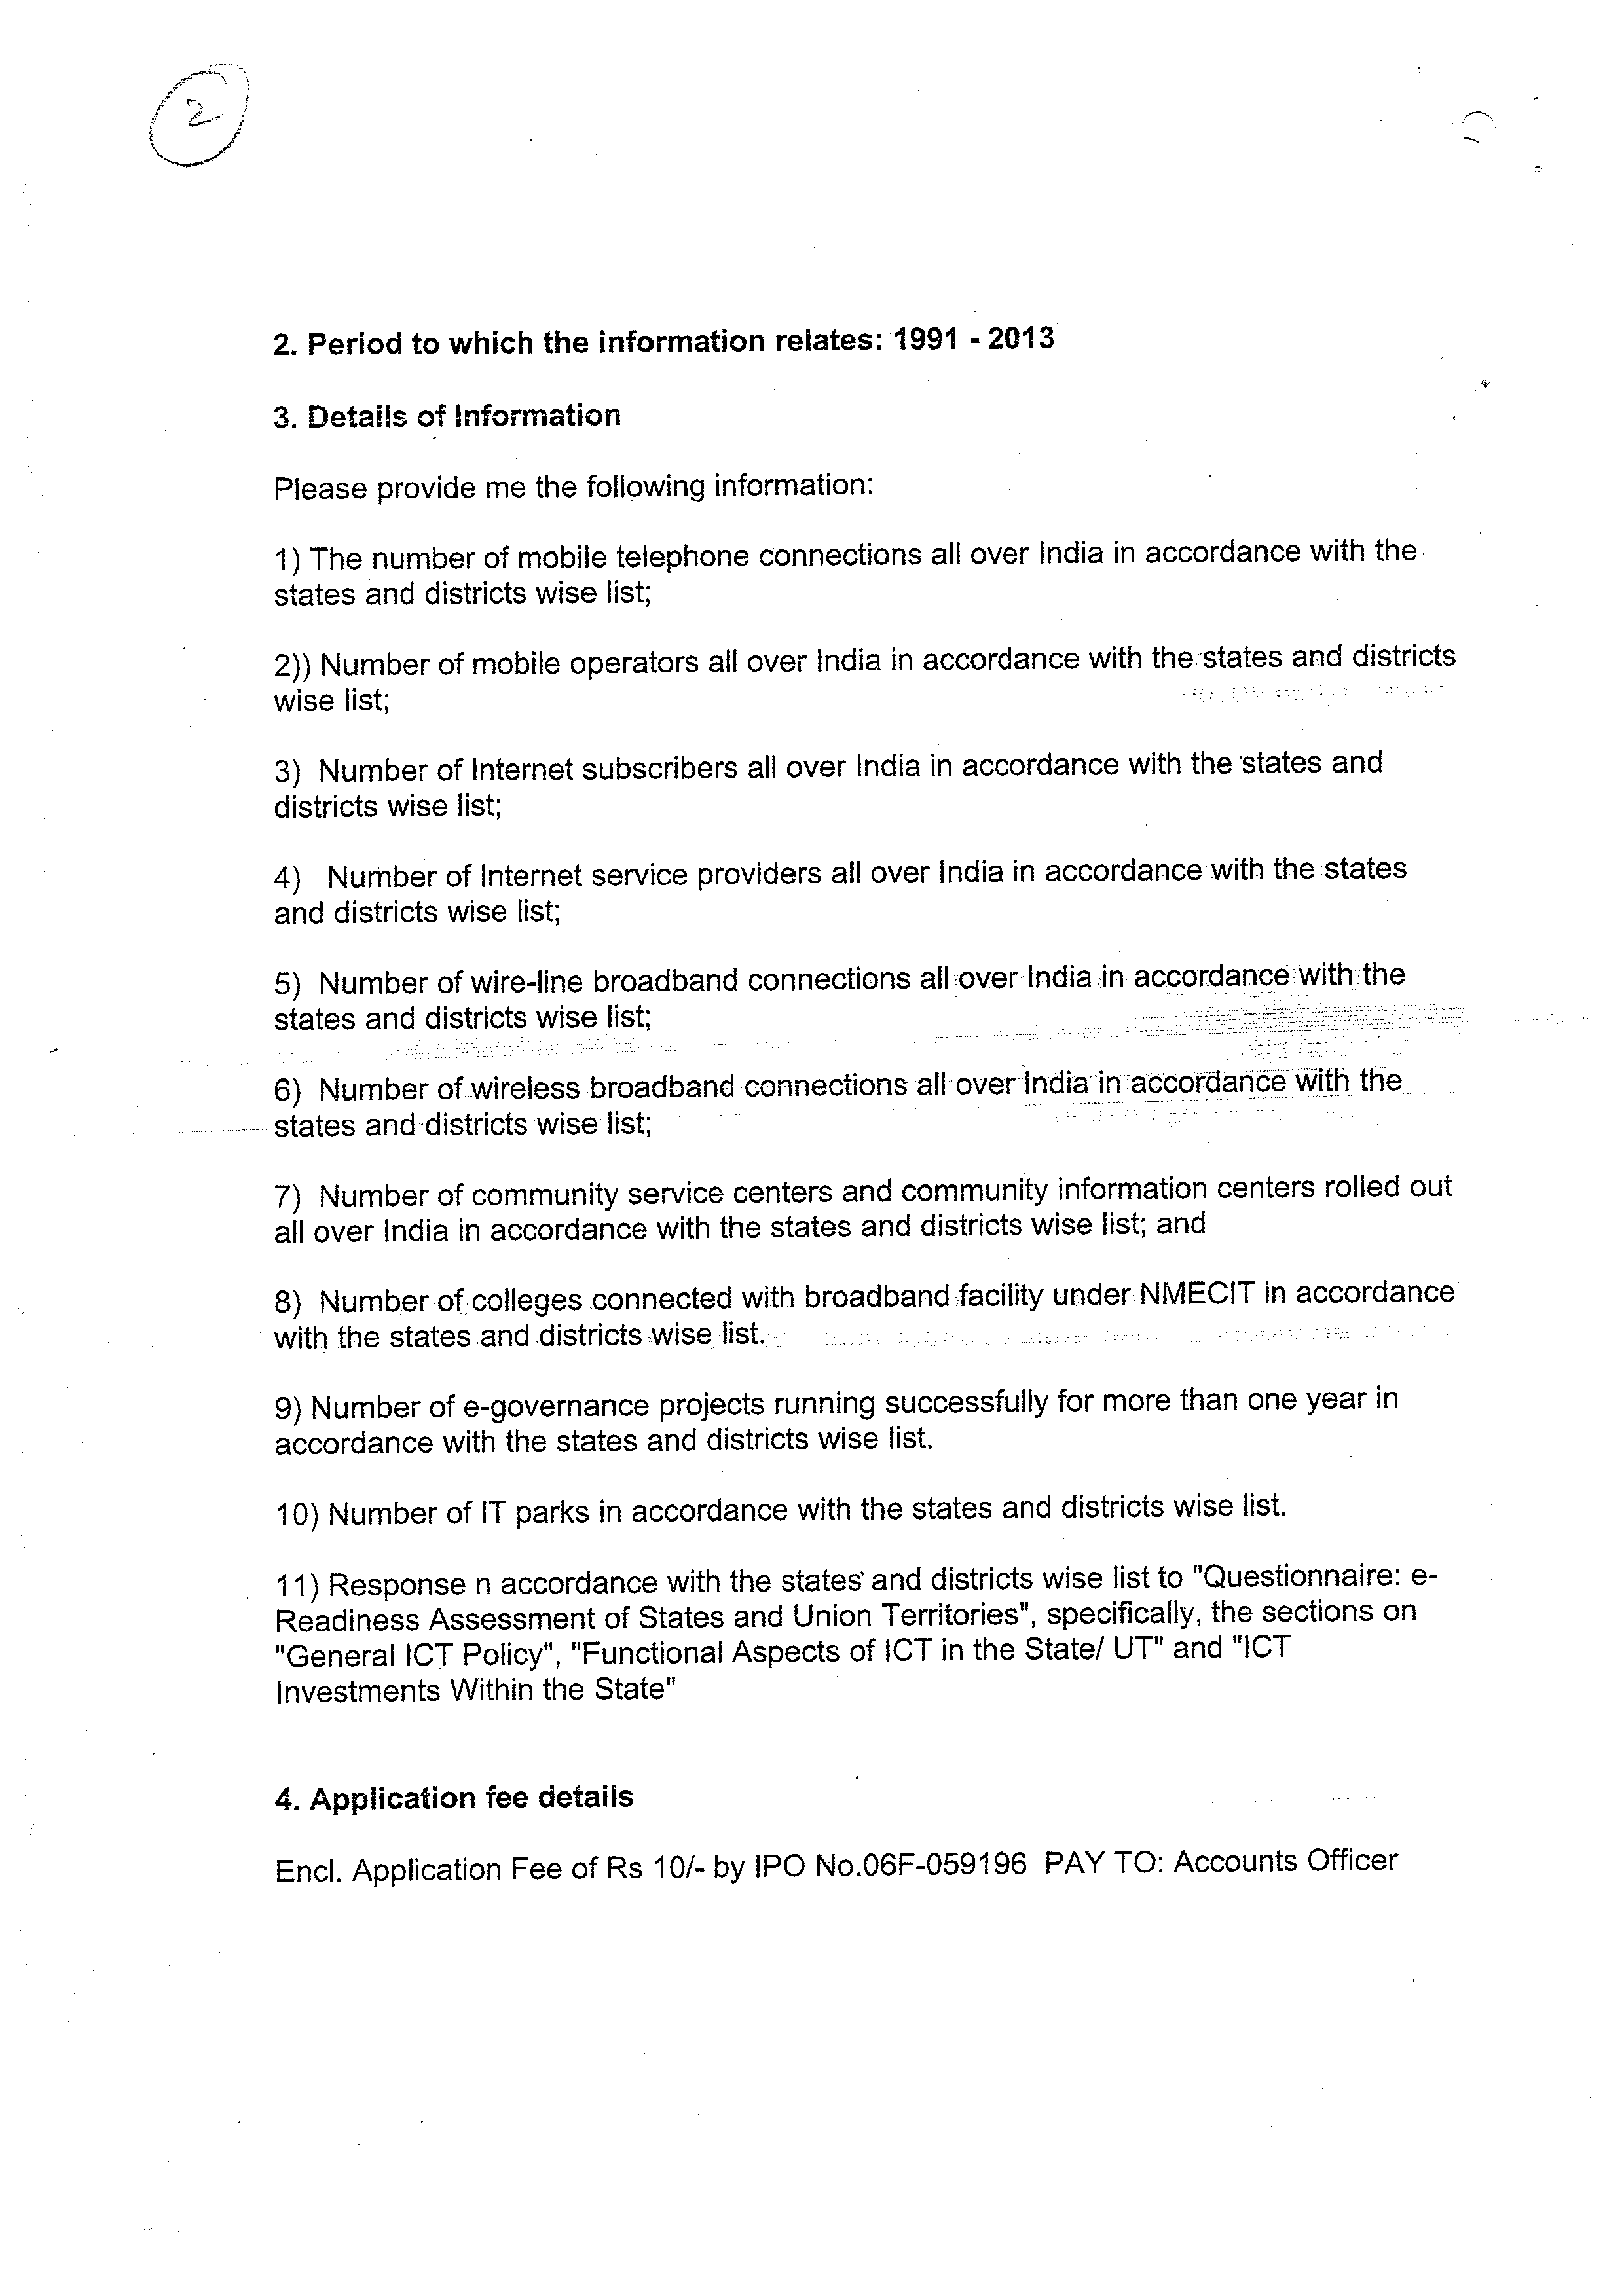 2
2. Period to which the information relates: 1991 - 2013
3. Details of Information
Please provide me the following information:
1) The number of mobile telephone connections all over India in accordance with the
states and districts wise list;
2)) Number of mobile operators all over India in accordance with the states and districts
wise list;
3) Number of Internet subscribers all over India in accordance with the states and
districts wise list;
4) Number of Internet service providers all over India in accordance with the states
and districts wise list;
5) Number of wire-line broadband connections all over India in accordance with the
states and districts wise list;
6) Number of wireless broadband connections all over India in accordance with the
states and districts wise list;
7) Number of community service centers and community information centers rolled out
all over India in accordance with the states and districts wise list; and
8) Number of colleges connected with broadband facility under NMECIT in accordance
with the states and districts wise list.
9) Number of e-governance projects running successfully for more than one year in
accordance with the states and districts wise list.
10) Number of IT parks in accordance with the states and districts wise list.
11) Response n accordance with the states and districts wise list to "Questionnaire: e-
Readiness Assessment of States and Union Territories", specifically, the sections on
"General ICT Policy", "Functional Aspects of ICT in the State/ UT" and "ICT
Investments Within the State"
4. Application fee details
Encl. Application Fee of Rs 10/- by IPO No.06F-059196 PAY TO: Accounts Officer